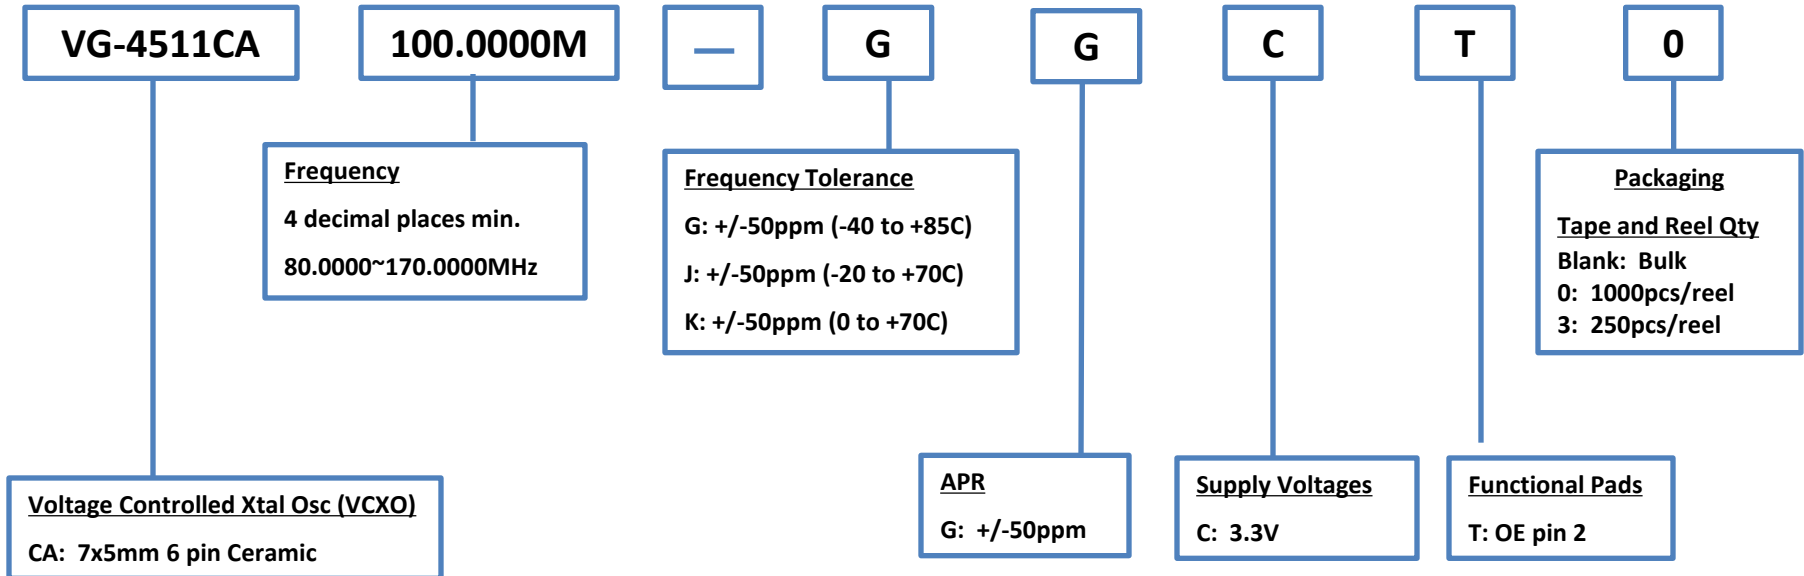 VG-4511CA 100.0000M — G G C T 0
Frequency
4 decimal places min.
80.0000~170.0000MHz
Frequency Tolerance
G: +/-50ppm (-40 to +85C)
J: +/-50ppm (-20 to +70C)
K: +/-50ppm (0 to +70C)
Packaging
Tape and Reel Qty
Blank: Bulk
0: 1000pcs/reel
3: 250pcs/reel
Voltage Controlled Xtal Osc (VCXO)
CA: 7x5mm 6 pin Ceramic
APR
G: +/-50ppm
Supply Voltages
C: 3.3V
Functional Pads
T: OE pin 2